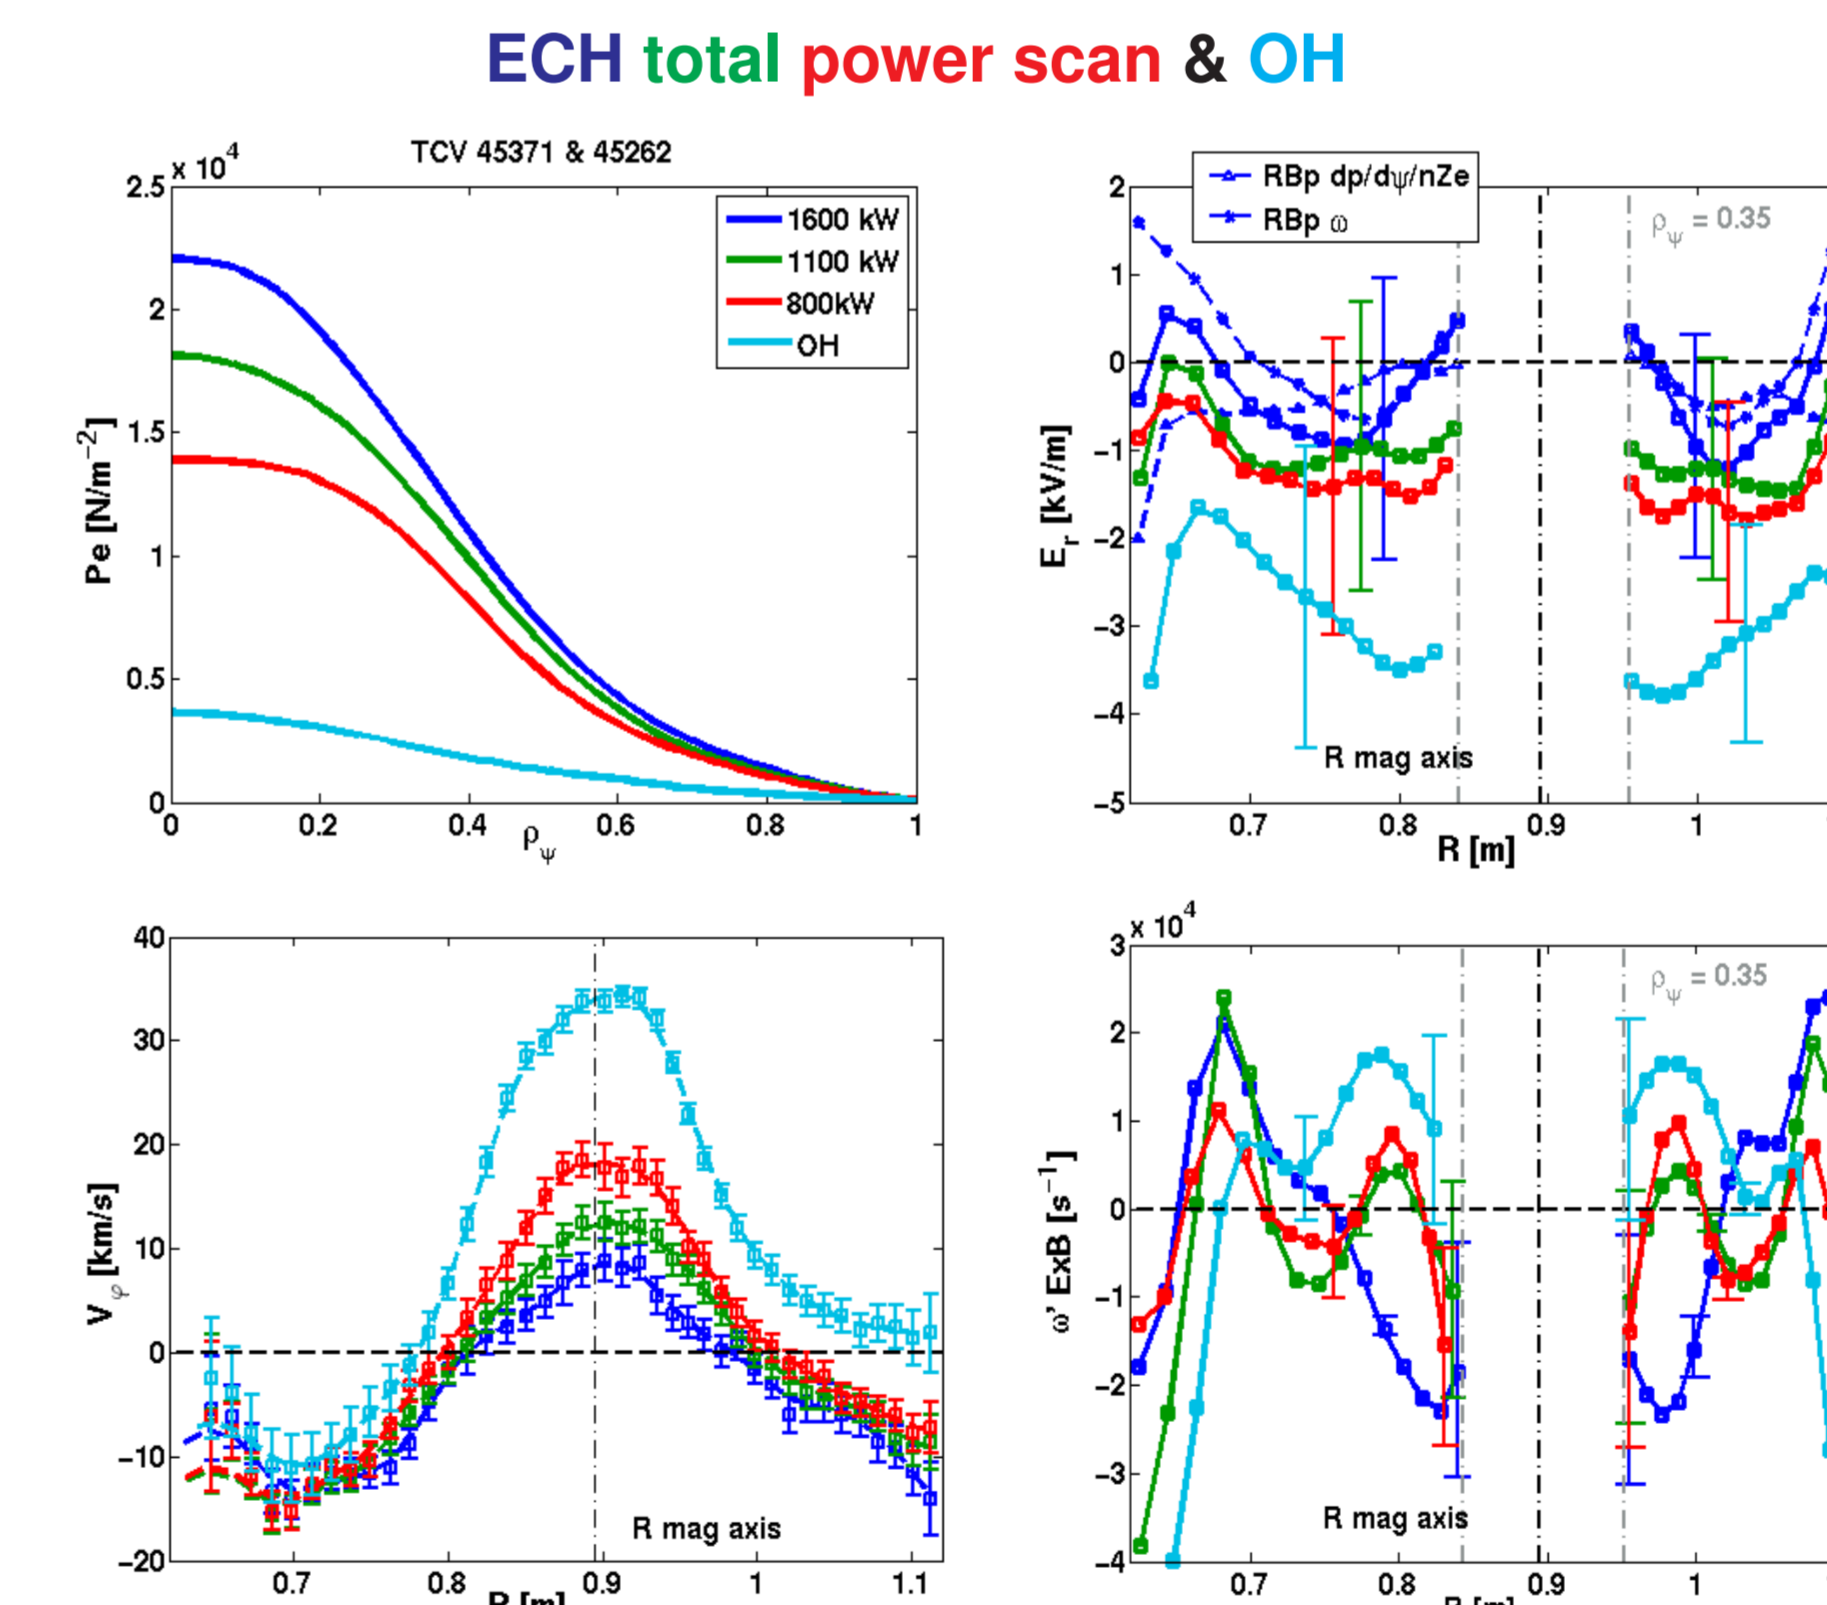 ECH total power scan & OH
TCV 45371 & 45262
x 10^4
2.5
2
1.5
1
0.5
0
Pe [N/m^−2]
1600 kW
1100 kW
800kW
OH
0 0.2 0.4 0.6 0.8 1
ρ_ψ
RBp dp/dψ/nZe
RBp ω
ρ_ψ = 0.35
2
1
0
−1
−2
−3
−4
−5
E_r [kV/m]
R mag axis
0.7 0.8 0.9 1
R [m]
40
30
20
10
0
−10
−20
V_φ [km/s]
R mag axis
0.7 0.8 0.9 1 1.1
R [m]
x 10^4
3
2
1
0
−1
−2
−3
−4
ω' ExB [s^−1]
ρ_ψ = 0.35
R mag axis
0.7 0.8 0.9 1
R [m]